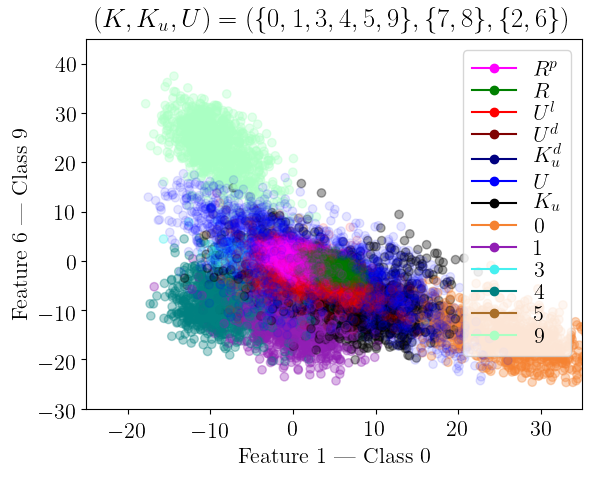 (K, K_u, U) = ({0, 1, 3, 4, 5, 9}, {7, 8}, {2, 6})
40
30
20
10
0
−10
−20
−30
Feature 6 — Class 9
R^p
R
U^l
U^d
K_u^d
U
K_u
0
1
3
4
5
9
−20
−10
0
10
20
30
Feature 1 — Class 0